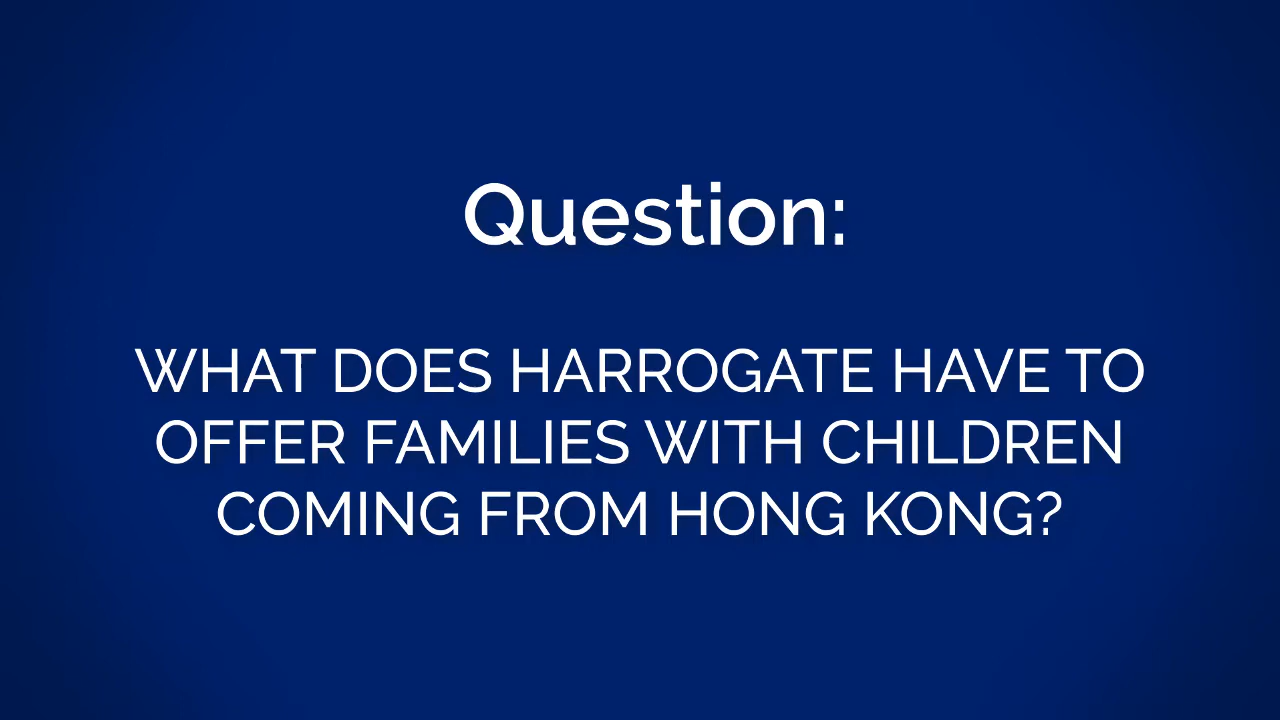 Question:
WHAT DOES HARROGATE HAVE TO
OFFER FAMILIES WITH CHILDREN
COMING FROM HONG KONG?